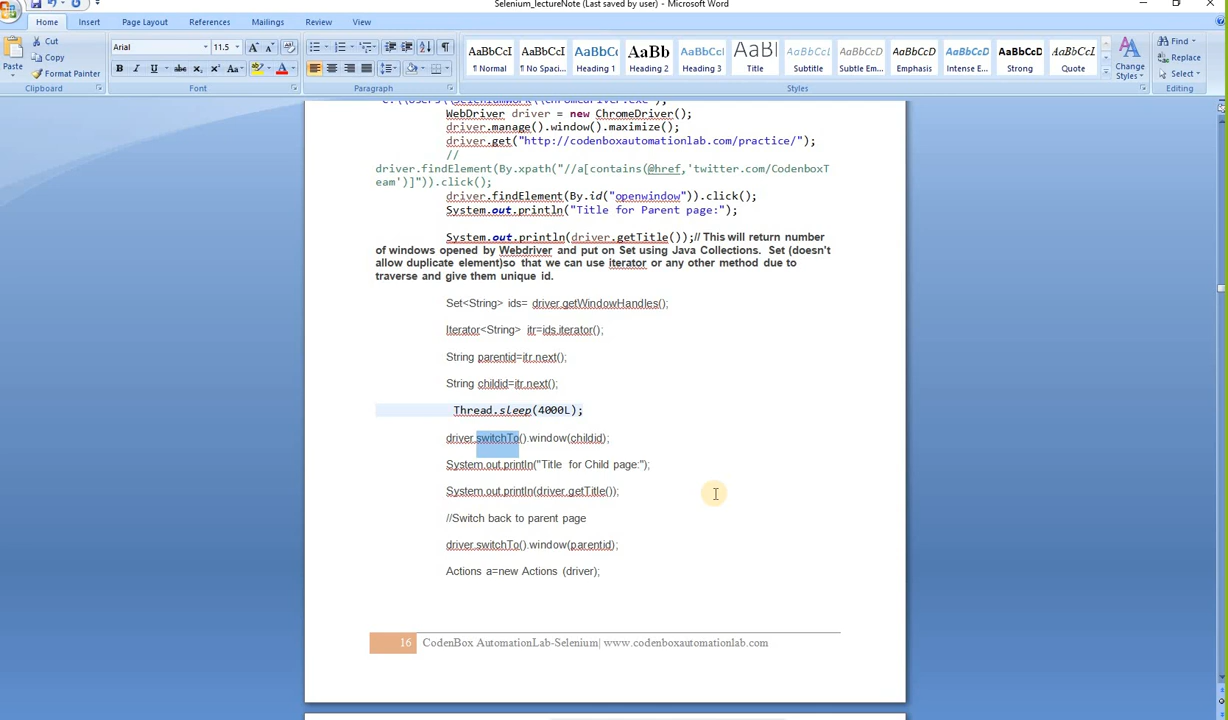 Selenium_lectureNote (Last saved by user) - Microsoft Word
Home Insert Page Layout References Mailings Review View
Cut
Copy
Format Painter
Paste
Clipboard
Arial 11.5
B I U abc X₂ X² Aa A
Font
Paragraph
AaBbCcI AaBbCcI AaBbCc AaBb AaBbCcI AaBl AaBbCcI AaBbCcI AaBbCcD AaBbCcI AaBbCcI AaBbCcI
¶ Normal ¶ No Spaci... Heading 1 Heading 2 Heading 3 Title Subtitle Subtle Em... Emphasis Intense E... Strong Quote
Change
Styles
Styles
Find
Replace
Select
Editing
WebDriver driver = new ChromeDriver();
driver.manage().window().maximize();
driver.get("http://codenboxautomationlab.com/practice/");
//
driver.findElement(By.xpath("//a[contains(@href,'twitter.com/CodenboxT
eam')]")).click();
driver.findElement(By.id("openwindow")).click();
System.out.println("Title for Parent page:");
System.out.println(driver.getTitle());// This will return number
of windows opened by Webdriver and put on Set using Java Collections. Set (doesn't
allow duplicate element)so that we can use iterator or any other method due to
traverse and give them unique id.
Set<String> ids= driver.getWindowHandles();
Iterator<String> itr=ids.iterator();
String parentid=itr.next();
String childid=itr.next();
Thread.sleep(4000L);
driver.switchTo().window(childid);
System.out.println("Title for Child page:");
System.out.println(driver.getTitle());
//Switch back to parent page
driver.switchTo().window(parentid);
Actions a=new Actions (driver);
16 CodenBox AutomationLab-Selenium| www.codenboxautomationlab.com